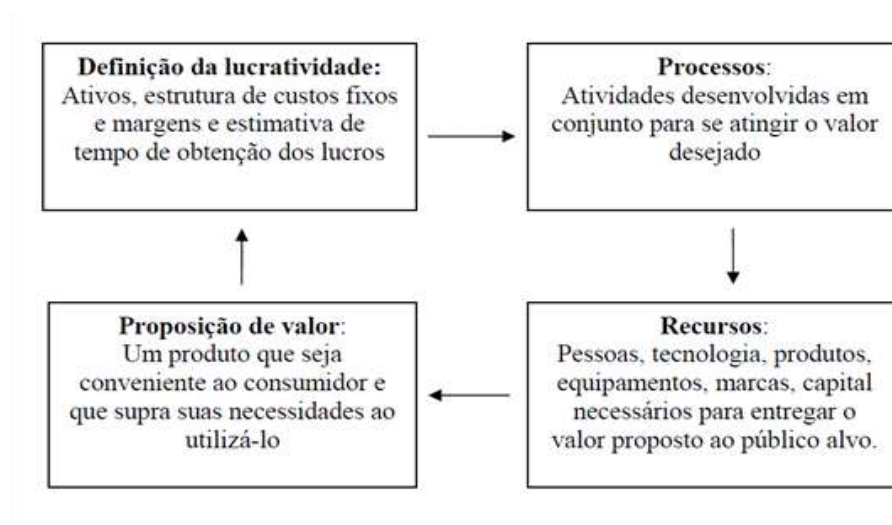 Definição da lucratividade:
Ativos, estrutura de custos fixos
e margens e estimativa de
tempo de obtenção dos lucros
Processos:
Atividades desenvolvidas em
conjunto para se atingir o valor
desejado
Proposição de valor:
Um produto que seja
conveniente ao consumidor e
que supra suas necessidades ao
utilizá-lo
Recursos:
Pessoas, tecnologia, produtos,
equipamentos, marcas, capital
necessários para entregar o
valor proposto ao público alvo.